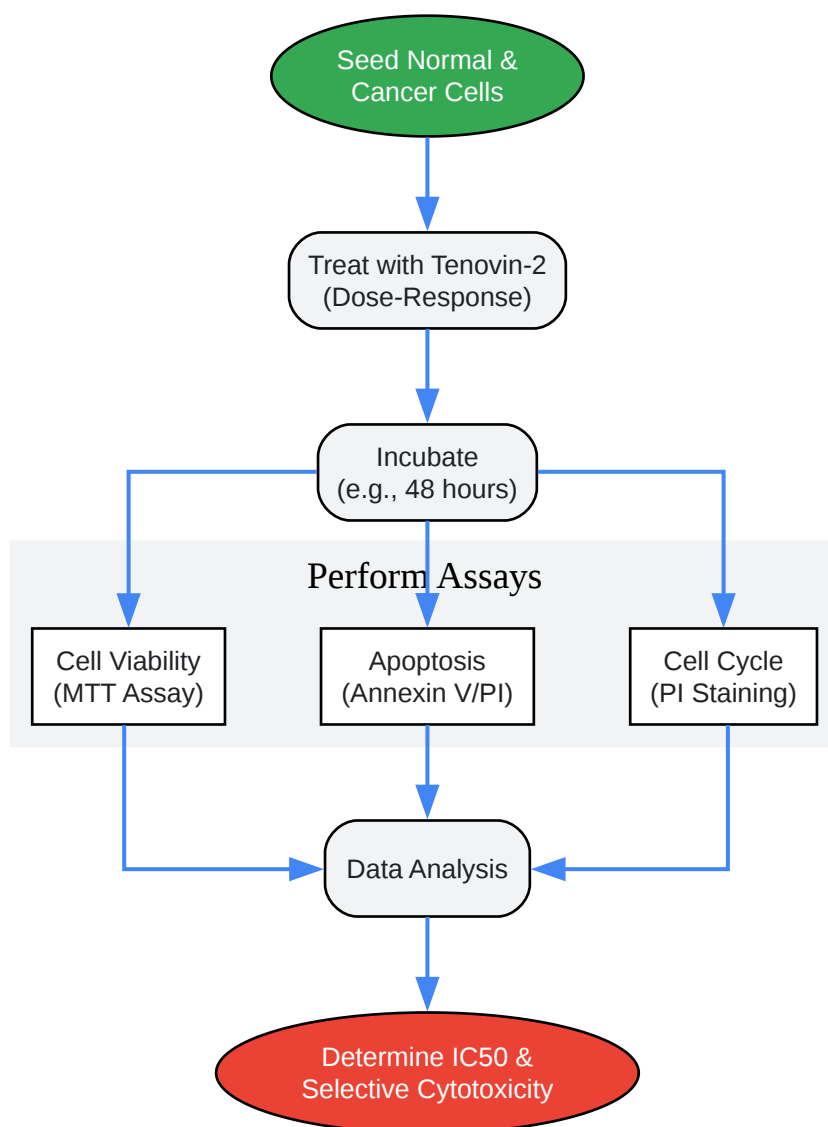 Seed Normal &
Cancer Cells
Treat with Tenovin-2
(Dose-Response)
Incubate
(e.g., 48 hours)
Perform Assays
Cell Viability
(MTT Assay)
Apoptosis
(Annexin V/PI)
Cell Cycle
(PI Staining)
Data Analysis
Determine IC50 &
Selective Cytotoxicity